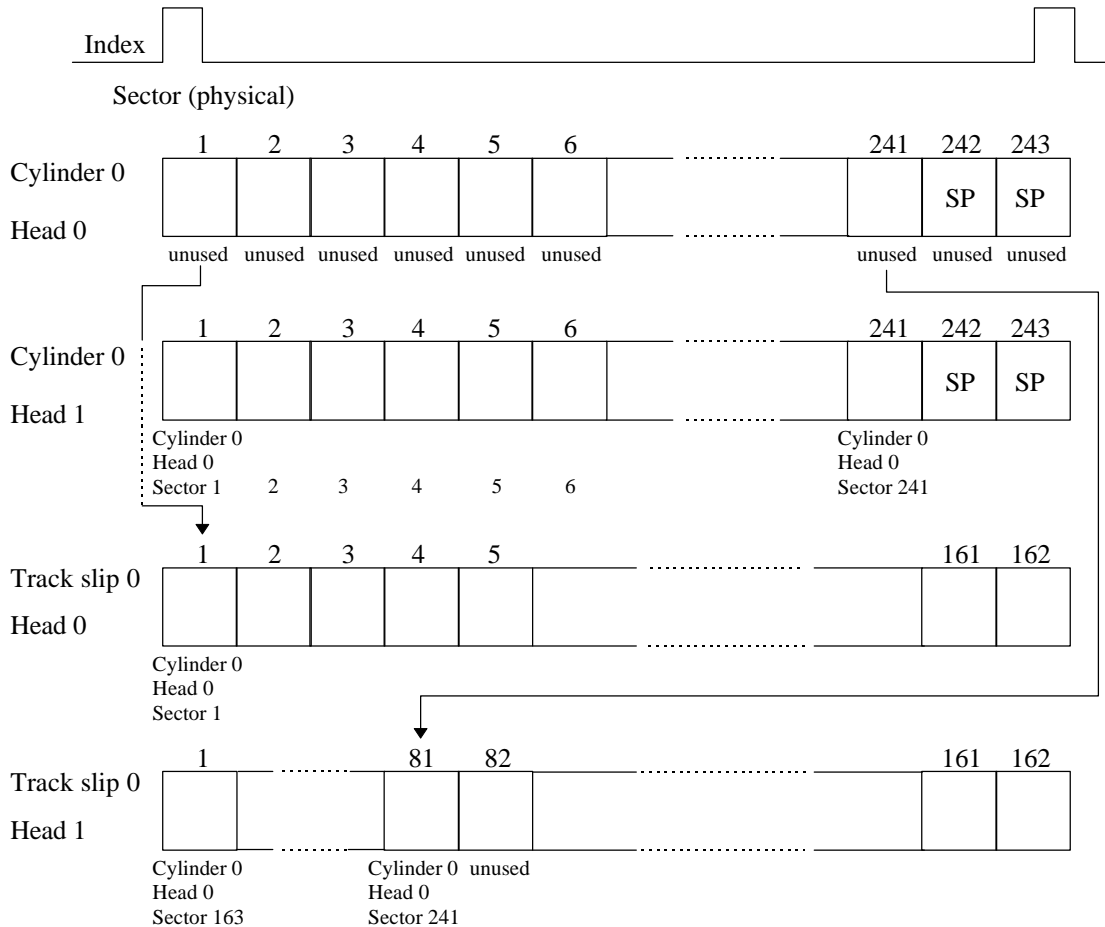 Index
Sector (physical)
1 2 3 4 5 6 241 242 243
Cylinder 0
SP SP
Head 0
unused unused unused unused unused unused unused unused unused
1 2 3 4 5 6 241 242 243
Cylinder 0
SP SP
Head 1
Cylinder 0 Cylinder 0
Head 0 Head 0
Sector 1 2 3 4 5 6 Sector 241
1 2 3 4 5 161 162
Track slip 0
Head 0
Cylinder 0
Head 0
Sector 1
1 81 82 161 162
Track slip 0
Head 1
Cylinder 0 Cylinder 0 unused
Head 0 Head 0
Sector 163 Sector 241